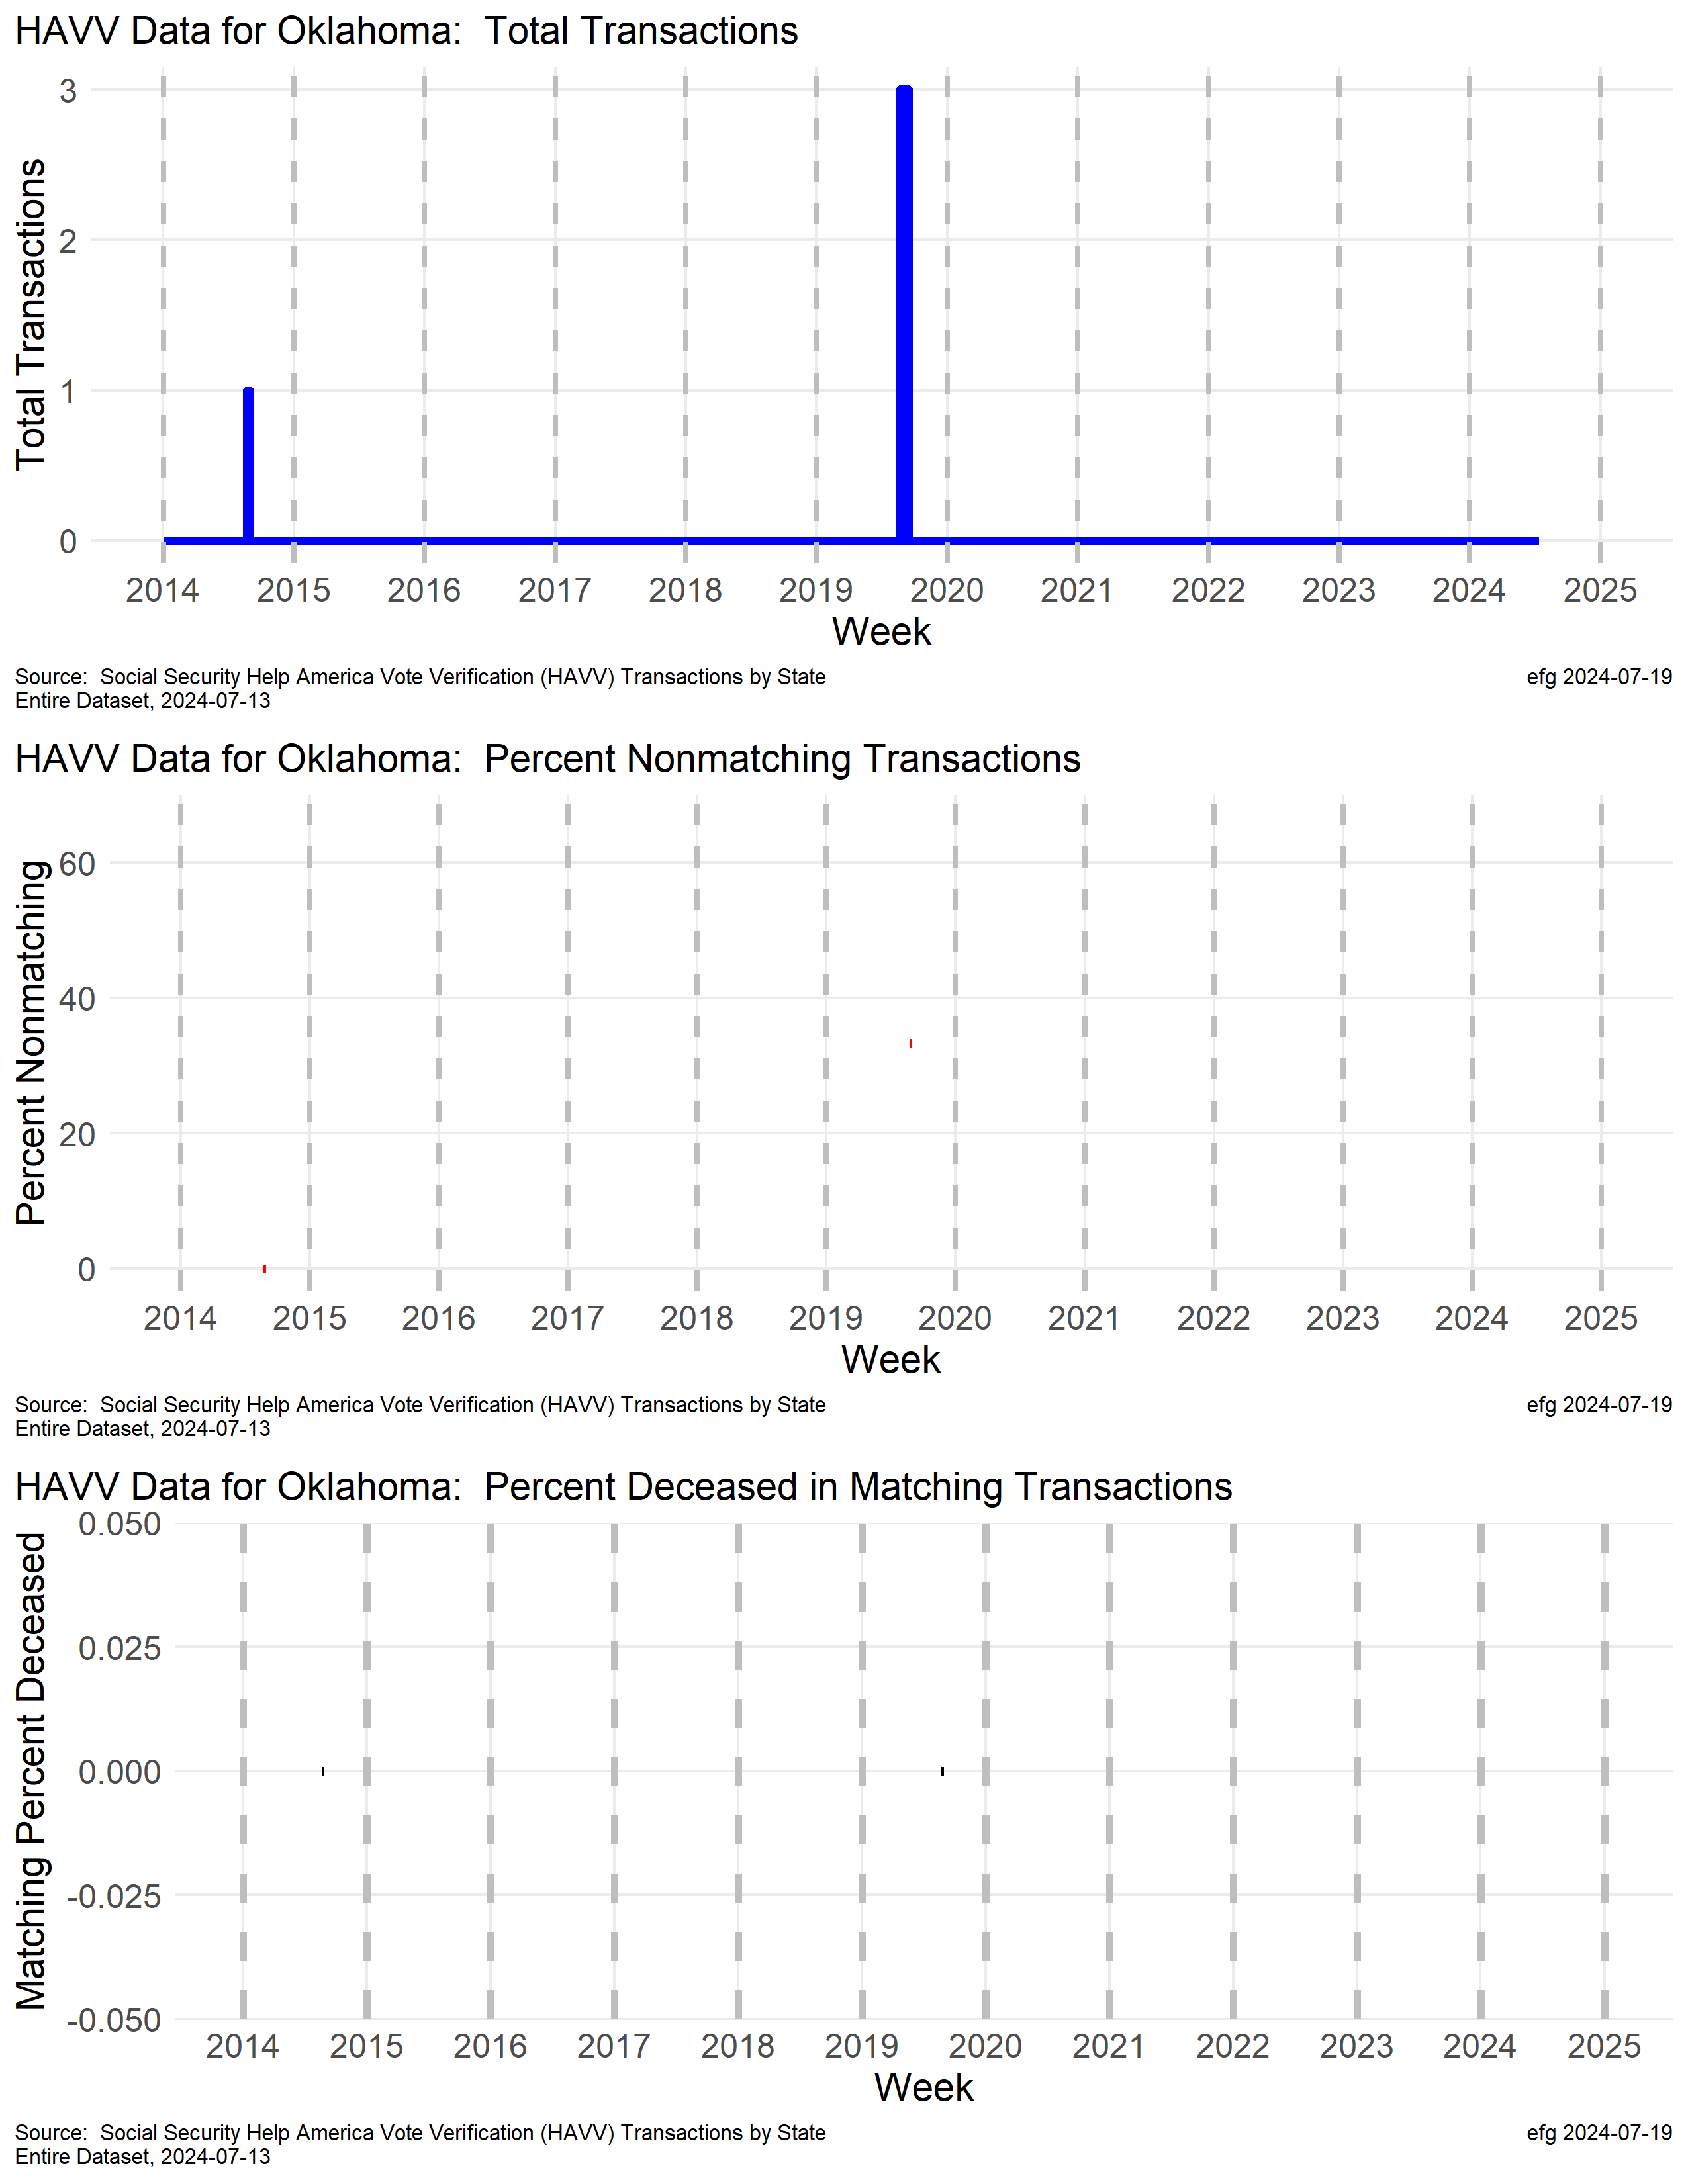 HAVV Data for Oklahoma:  Total Transactions
Total Transactions
3
2
1
0
2014 2015 2016 2017 2018 2019 2020 2021 2022 2023 2024 2025
Week
Source:  Social Security Help America Vote Verification (HAVV) Transactions by State efg 2024-07-19
Entire Dataset, 2024-07-13
HAVV Data for Oklahoma:  Percent Nonmatching Transactions
Percent Nonmatching
60
40
20
0
2014 2015 2016 2017 2018 2019 2020 2021 2022 2023 2024 2025
Week
Source:  Social Security Help America Vote Verification (HAVV) Transactions by State efg 2024-07-19
Entire Dataset, 2024-07-13
HAVV Data for Oklahoma:  Percent Deceased in Matching Transactions
Matching Percent Deceased
0.050
0.025
0.000
-0.025
-0.050
2014 2015 2016 2017 2018 2019 2020 2021 2022 2023 2024 2025
Week
Source:  Social Security Help America Vote Verification (HAVV) Transactions by State efg 2024-07-19
Entire Dataset, 2024-07-13